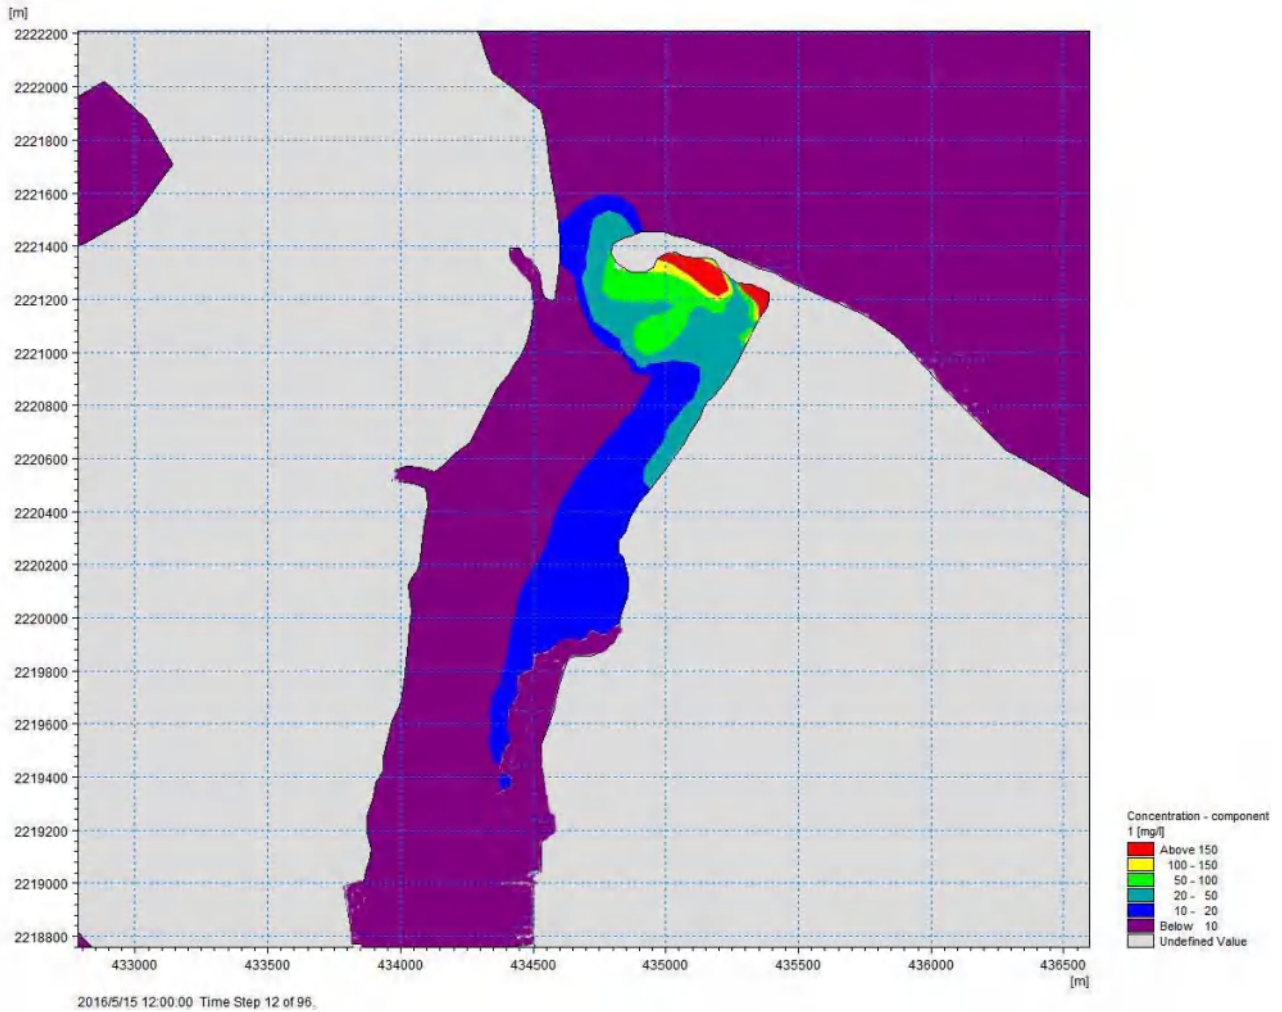 [m]
2222200
2222000
2221800
2221600
2221400
2221200
2221000
2220800
2220600
2220400
2220200
2220000
2219800
2219600
2219400
2219200
2219000
2218800
433000 433500 434000 434500 435000 435500 436000 436500
[m]
2016/5/15 12:00:00 Time Step 12 of 96.
Concentration - component
1 [mg/l]
Above 150
100 - 150
50 - 100
20 - 50
10 - 20
Below 10
Undefined Value